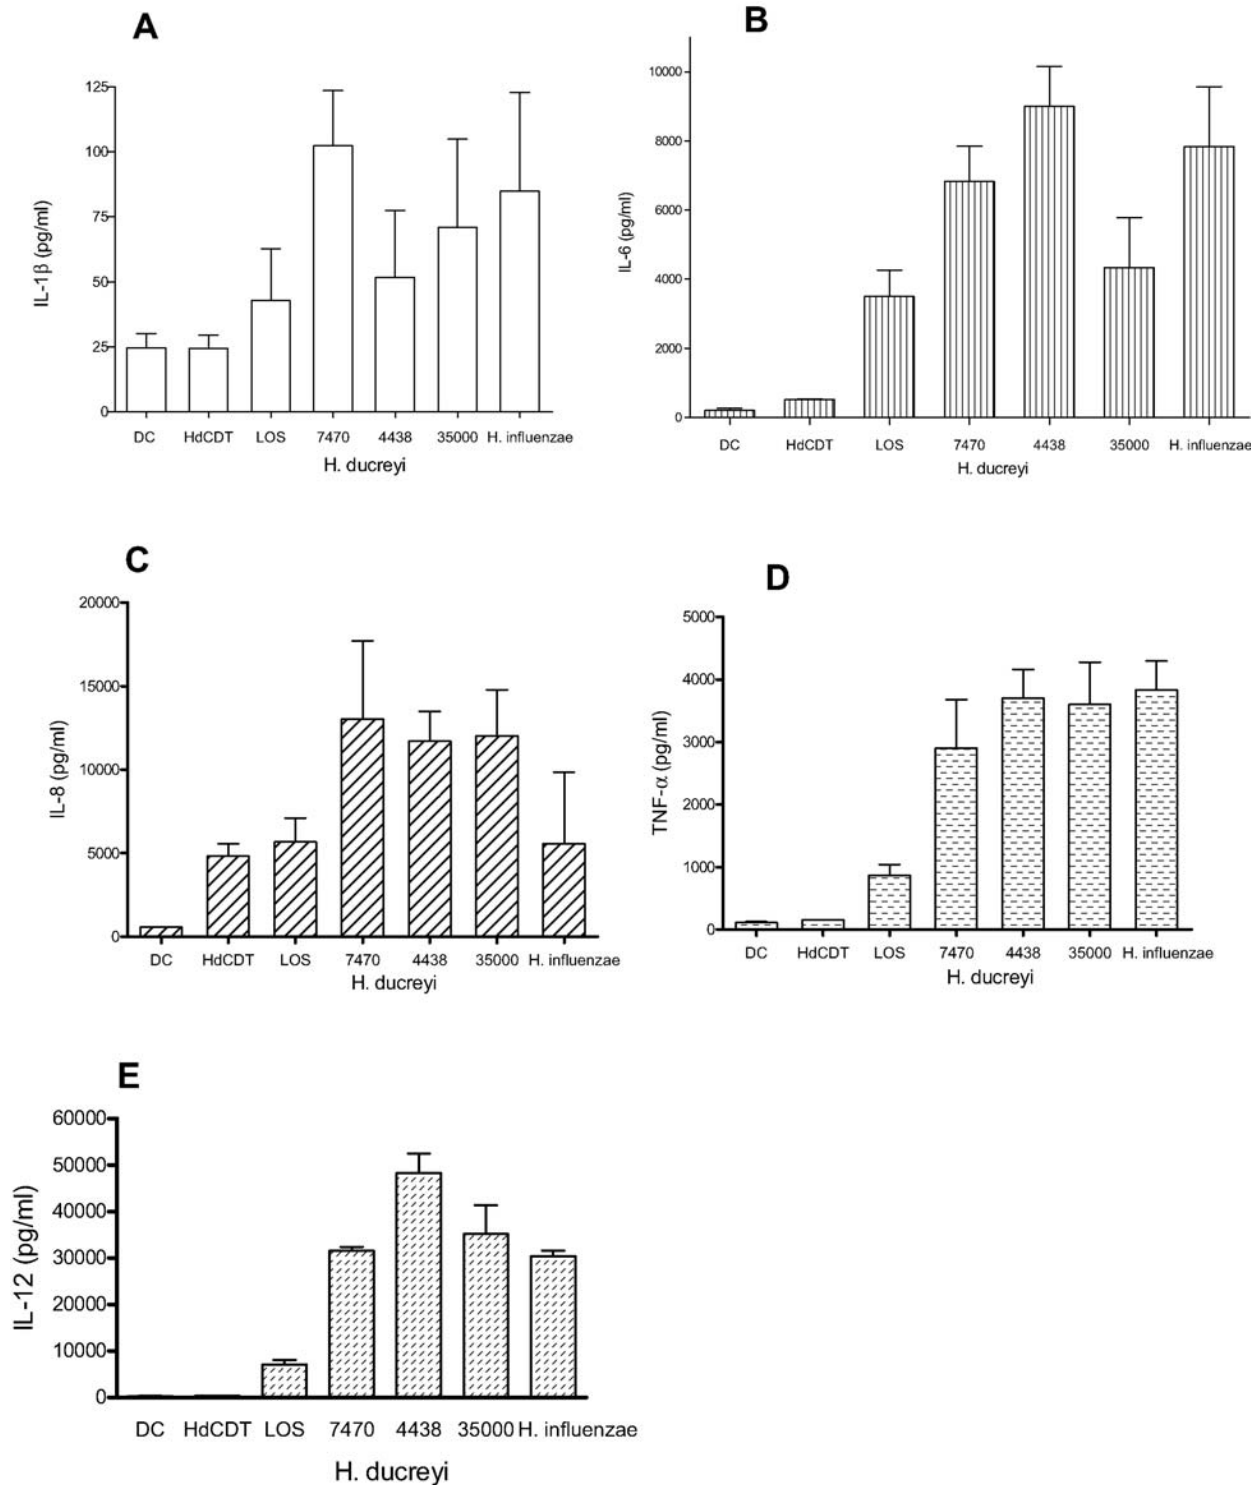 A
IL-1β (pg/ml)
125
100
75
50
25
0
DC HdCDT LOS 7470 4438 35000 H. influenzae
H. ducreyi
B
IL-6 (pg/ml)
10000
8000
6000
4000
2000
0
DC HdCDT LOS 7470 4438 35000 H. influenzae
H. ducreyi
C
IL-8 (pg/ml)
20000
15000
10000
5000
0
DC HdCDT LOS 7470 4438 35000 H. influenzae
H. ducreyi
D
TNF-α (pg/ml)
5000
4000
3000
2000
1000
0
DC HdCDT LOS 7470 4438 35000 H. influenzae
H. ducreyi
E
IL-12 (pg/ml)
60000
50000
40000
30000
20000
10000
0
DC HdCDT LOS 7470 4438 35000 H. influenzae
H. ducreyi